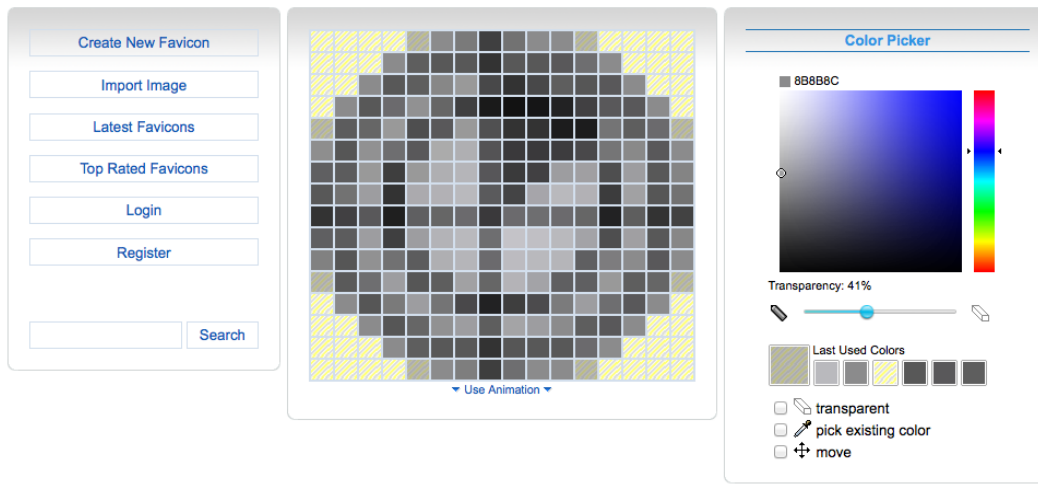 Create New Favicon
Import Image
Latest Favicons
Top Rated Favicons
Login
Register
Search
Use Animation
Color Picker
8B8B8C
Transparency: 41%
Last Used Colors
transparent
pick existing color
move